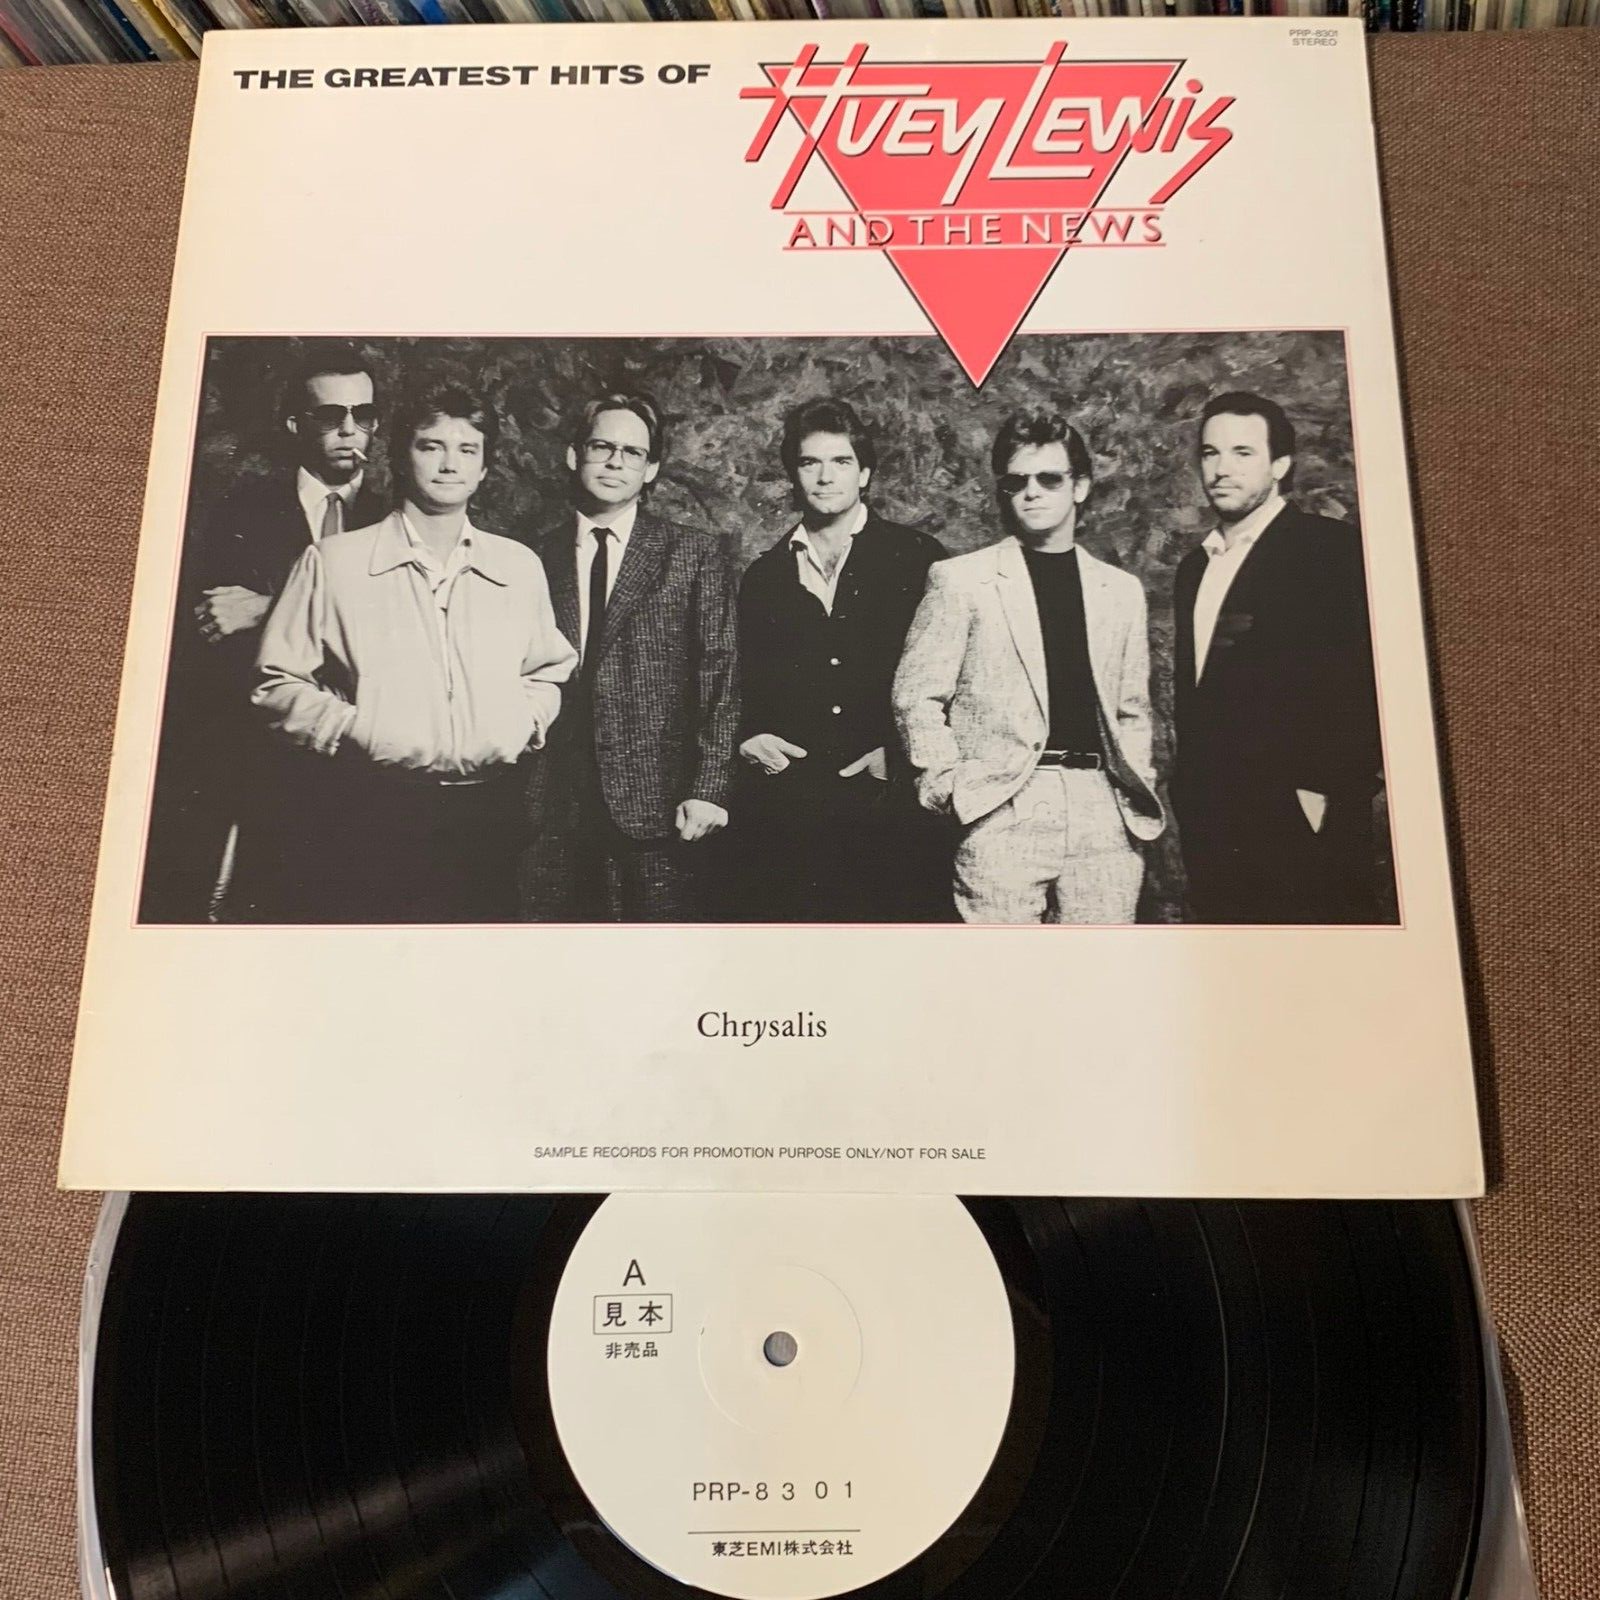 PRP-8301
STEREO
THE GREATEST HITS OF
HUEY LEWIS
AND THE NEWS
Chrysalis
SAMPLE RECORDS FOR PROMOTION PURPOSE ONLY/NOT FOR SALE
A
見本
非売品
PRP-8301
東芝EMI株式会社